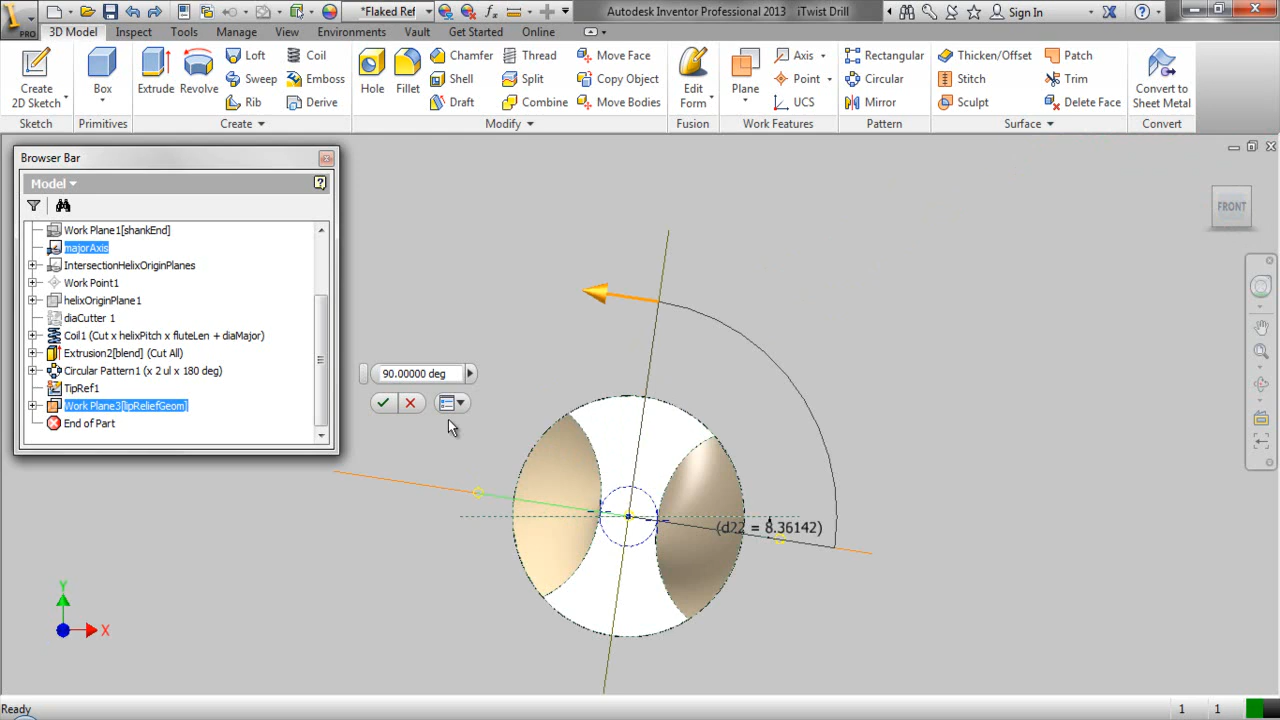 PRO
*Flaked Ref
Autodesk Inventor Professional 2013 iTwist Drill
Sign In
3D Model Inspect Tools Manage View Environments Vault Get Started Online
Create 2D Sketch
Box
Extrude
Revolve
Loft
Sweep
Rib
Coil
Emboss
Derive
Hole
Fillet
Chamfer
Shell
Draft
Thread
Split
Combine
Move Face
Copy Object
Move Bodies
Edit Form
Plane
Axis
Point
UCS
Rectangular
Circular
Mirror
Thicken/Offset
Stitch
Sculpt
Patch
Trim
Delete Face
Convert to Sheet Metal
Sketch Primitives Create Modify Fusion Work Features Pattern Surface Convert
Browser Bar
Model
Work Plane1[shankEnd]
majorAxis
IntersectionHelixOriginPlanes
Work Point1
helixOriginPlane1
diaCutter 1
Coil1 (Cut x helixPitch x fluteLen + diaMajor)
Extrusion2[blend] (Cut All)
Circular Pattern1 (x 2 ul x 180 deg)
TipRef1
Work Plane3[lipReliefGeom]
End of Part
FRONT
90.00000 deg
(d22 = 8.36142)
Y
X
Ready
1 1